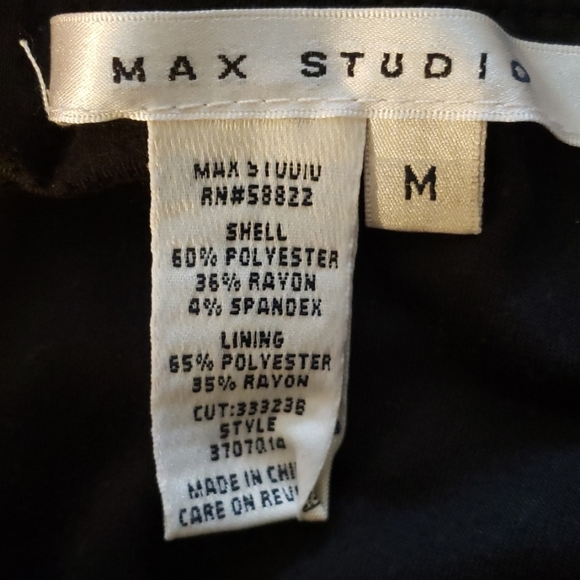 MAX STUDIO
M
MAX STUDIO
RN#58822
SHELL
60% POLYESTER
36% RAYON
4% SPANDEX
LINING
65% POLYESTER
35% RAYON
CUT:333236
STYLE
MADE IN CHI
CARE ON REV